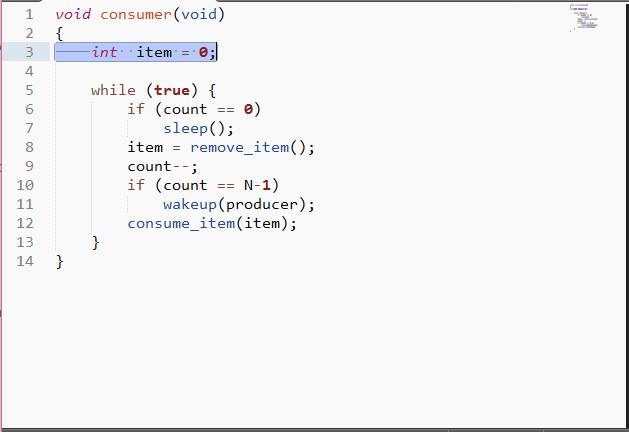 1 void consumer(void)
2 {
3 int item = 0;
4
5 while (true) {
6 if (count == 0)
7 sleep();
8 item = remove_item();
9 count--;
10 if (count == N-1)
11 wakeup(producer);
12 consume_item(item);
13 }
14 }